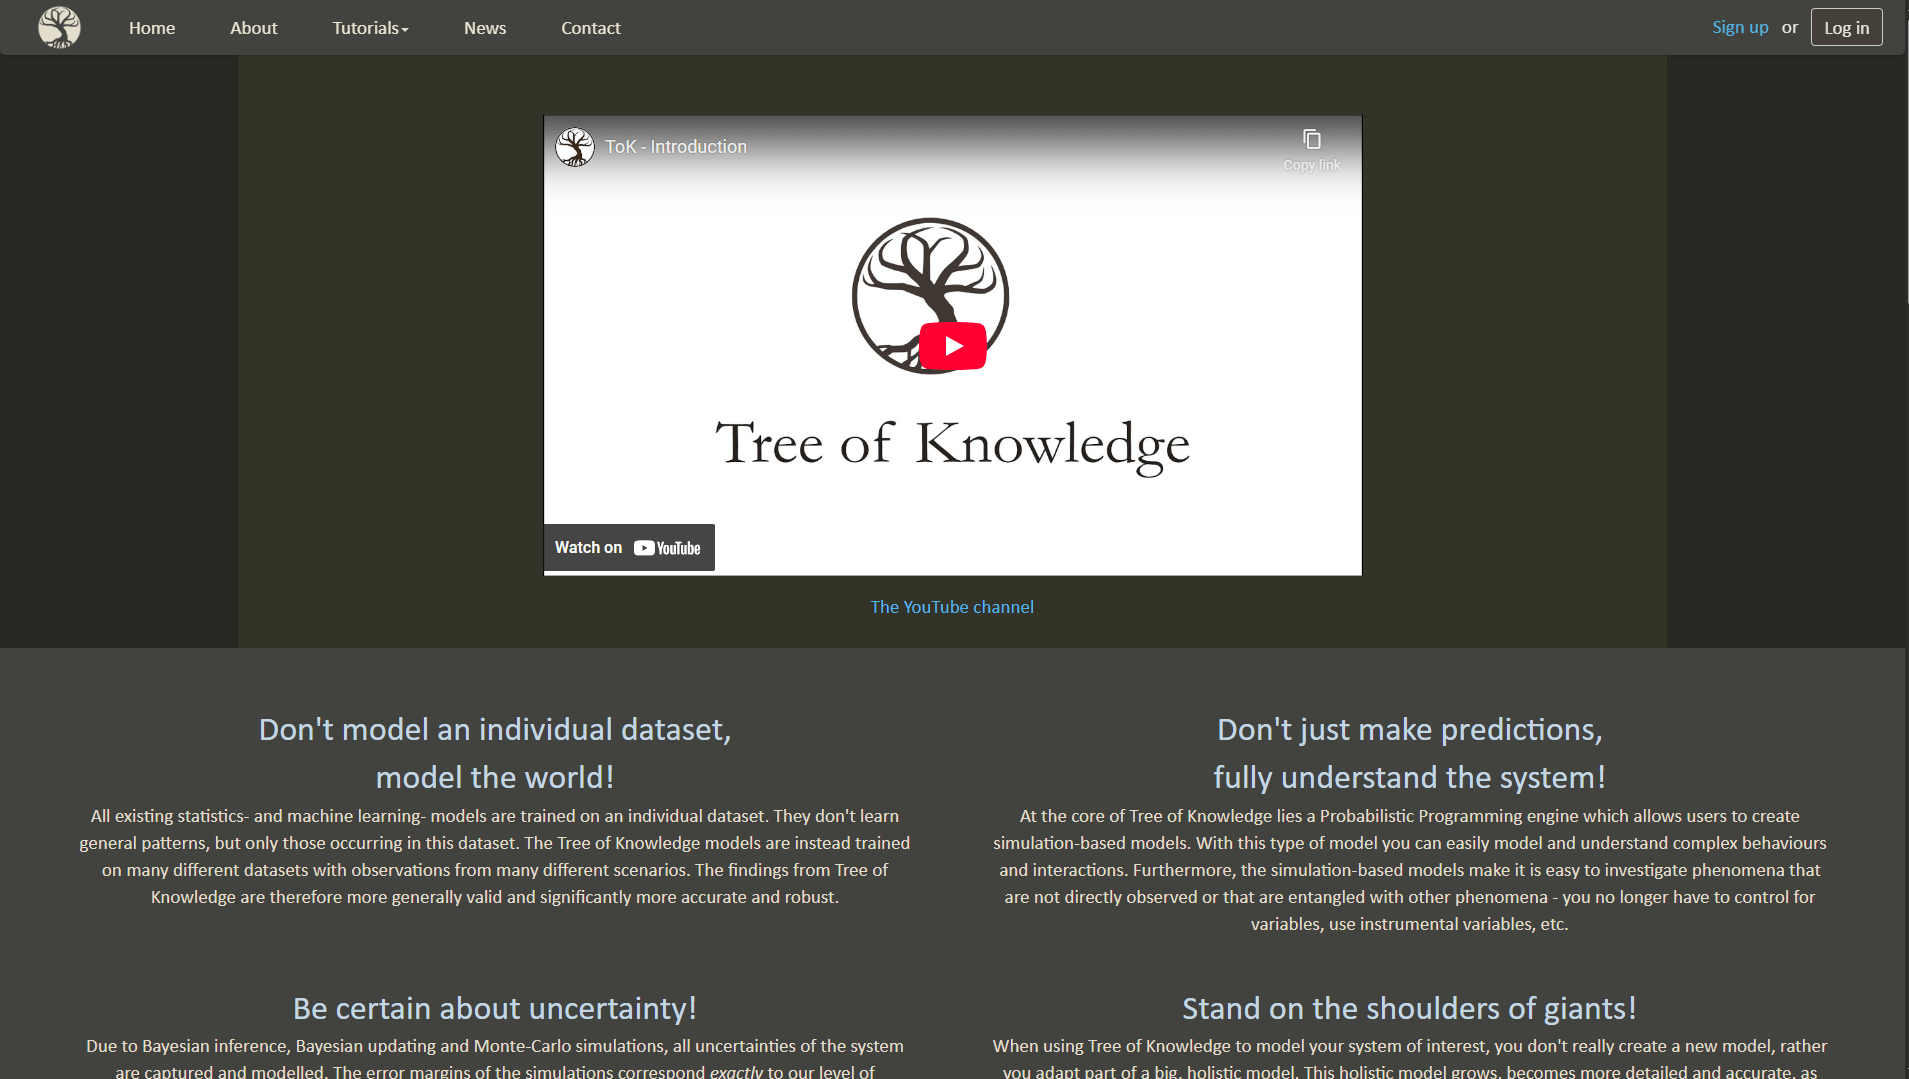 Home About Tutorials News Contact Sign up or Log in
ToK - Introduction
Copy link
Tree of Knowledge
Watch on YouTube
The YouTube channel
Don't model an individual dataset,
model the world!
All existing statistics- and machine learning- models are trained on an individual dataset. They don't learn
general patterns, but only those occurring in this dataset. The Tree of Knowledge models are instead trained
on many different datasets with observations from many different scenarios. The findings from Tree of
Knowledge are therefore more generally valid and significantly more accurate and robust.
Don't just make predictions,
fully understand the system!
At the core of Tree of Knowledge lies a Probabilistic Programming engine which allows users to create
simulation-based models. With this type of model you can easily model and understand complex behaviours
and interactions. Furthermore, the simulation-based models make it is easy to investigate phenomena that
are not directly observed or that are entangled with other phenomena - you no longer have to control for
variables, use instrumental variables, etc.
Be certain about uncertainty!
Due to Bayesian inference, Bayesian updating and Monte-Carlo simulations, all uncertainties of the system
are captured and modelled. The error margins of the simulations correspond exactly to our level of
Stand on the shoulders of giants!
When using Tree of Knowledge to model your system of interest, you don't really create a new model, rather
you adapt part of a big, holistic model. This holistic model grows, becomes more detailed and accurate, as